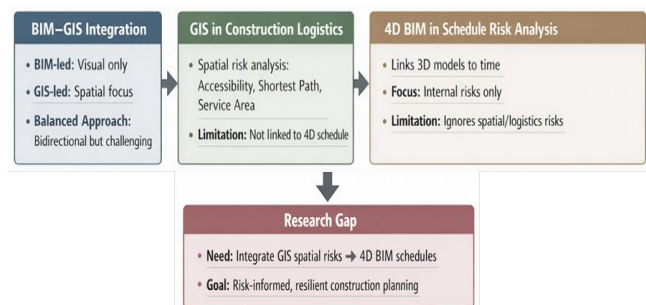 BIM–GIS Integration
• BIM-led: Visual only
• GIS-led: Spatial focus
• Balanced Approach:
Bidirectional but challenging
GIS in Construction Logistics
• Spatial risk analysis:
Accessibility, Shortest Path,
Service Area
• Limitation: Not linked to 4D schedule
4D BIM in Schedule Risk Analysis
• Links 3D models to time
• Focus: Internal risks only
• Limitation: Ignores spatial/logistics risks
Research Gap
• Need: Integrate GIS spatial risks → 4D BIM schedules
• Goal: Risk-informed, resilient construction planning